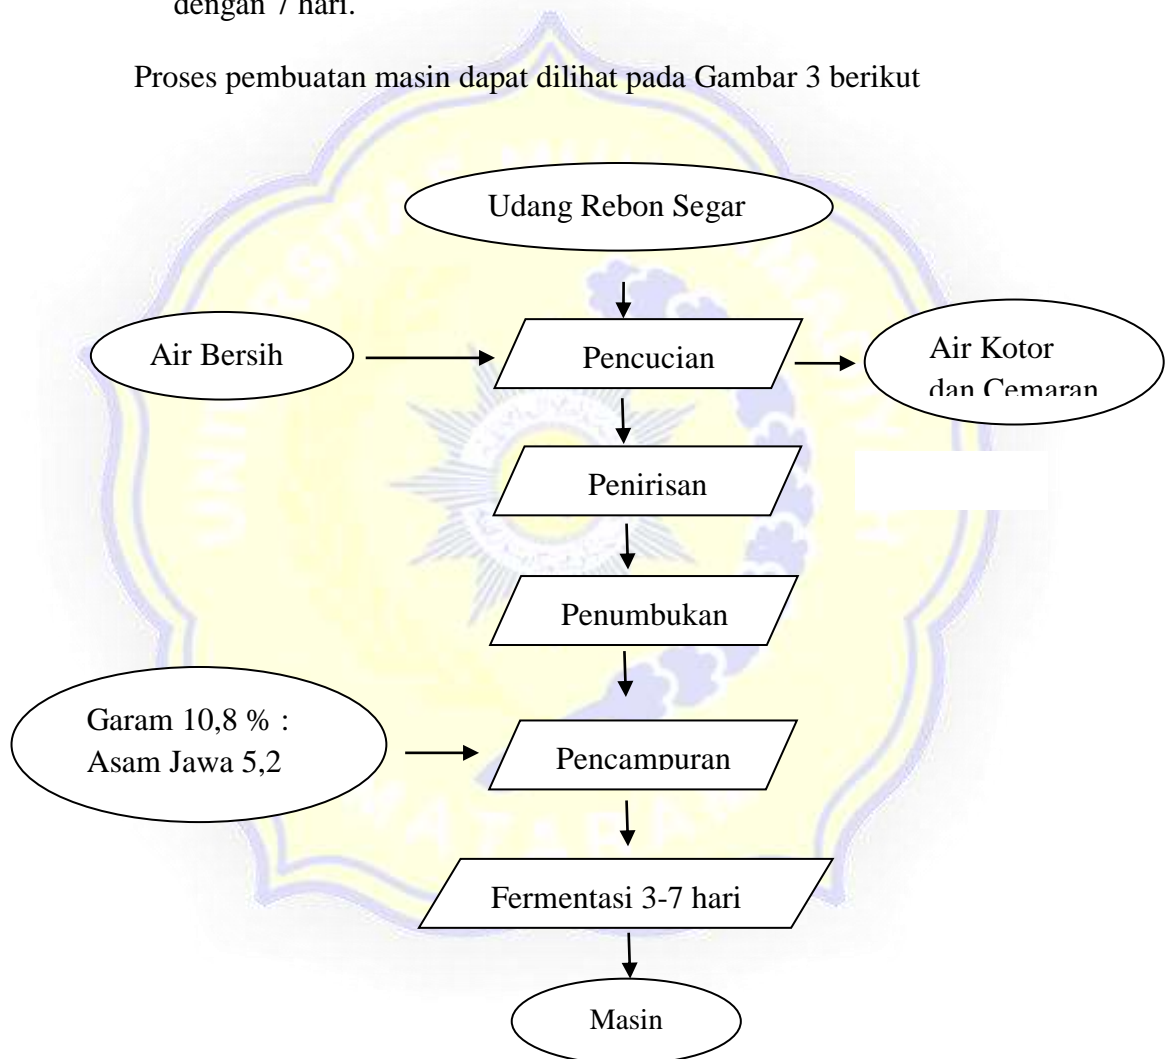 dengan 7 hari.
Proses pembuatan masin dapat dilihat pada Gambar 3 berikut
Udang Rebon Segar
Air Bersih
Pencucian
Air Kotor
dan Cemaran
Penirisan
Penumbukan
Garam 10,8 % :
Asam Jawa 5,2
Pencampuran
Fermentasi 3-7 hari
Masin